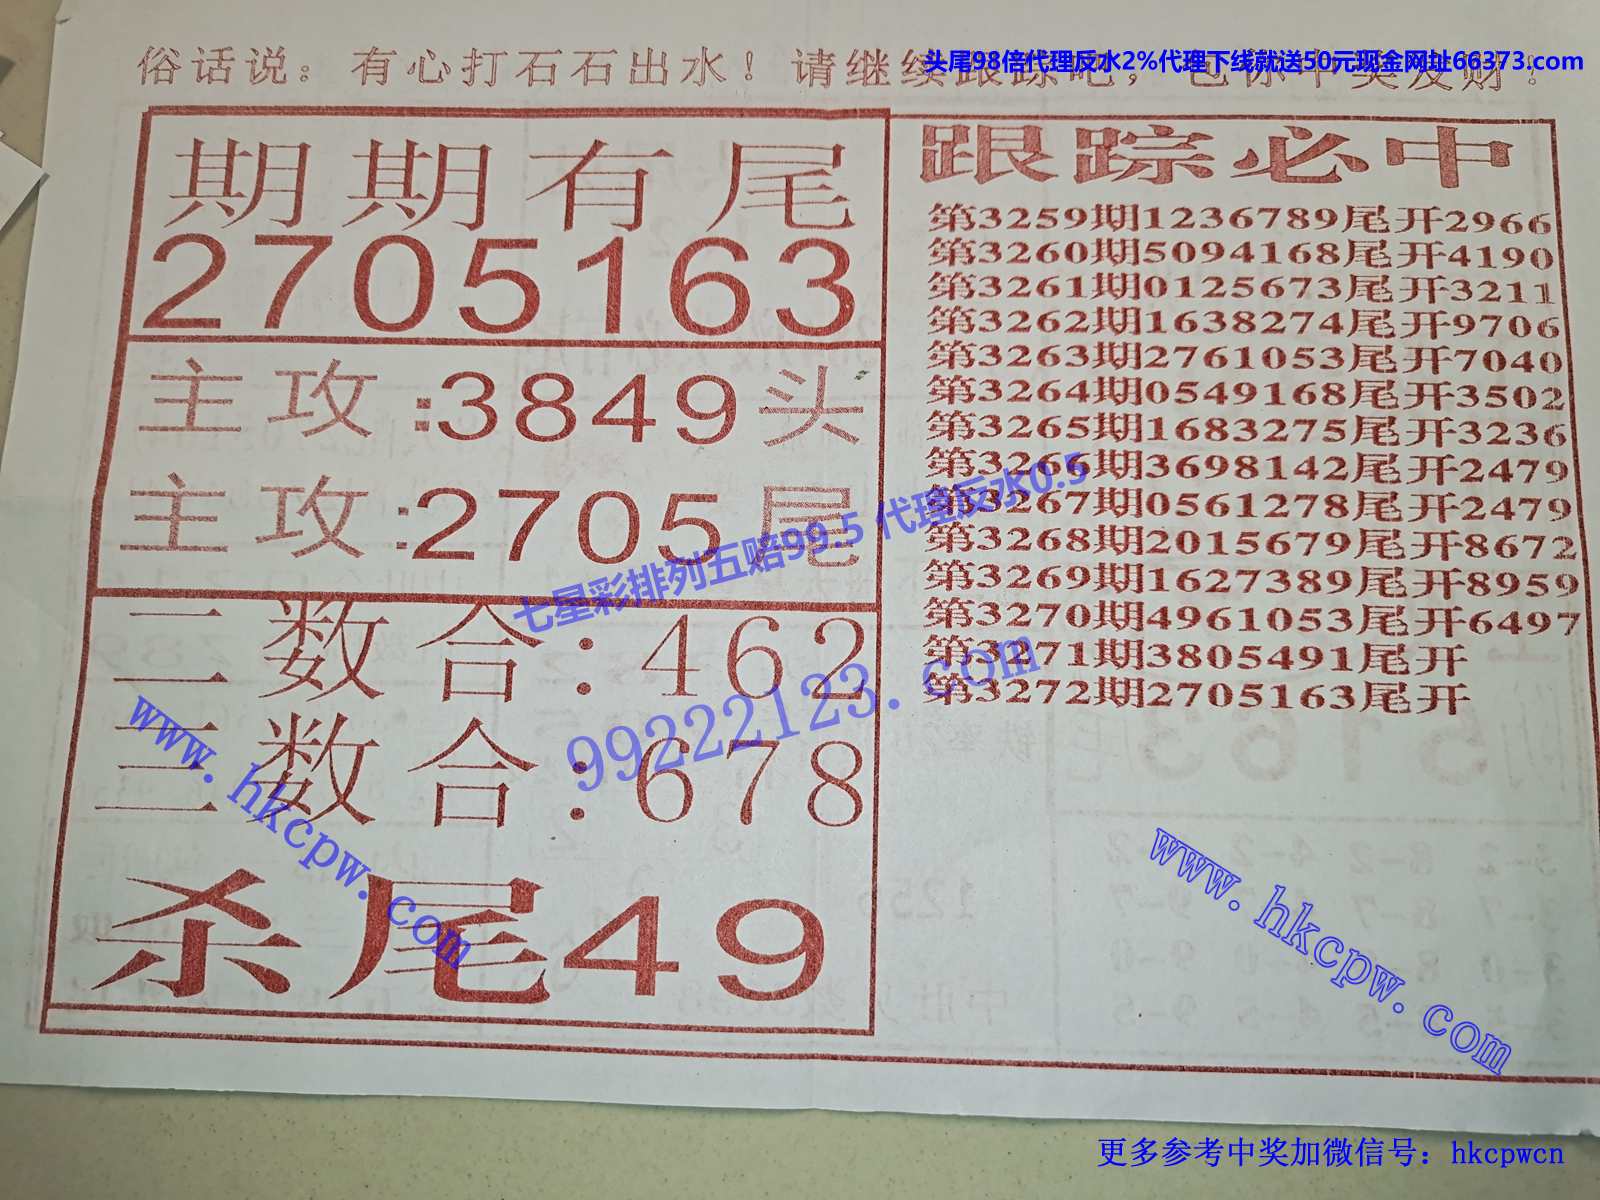 头尾98倍代理反水2%代理下线就送50元现金网址66373.com
俗话说：有心打石石出水！请继续跟踪吧，包你中奖发财！
期期有尾
2705163
主攻:3849头
主攻:2705尾
二数合:462
三数合:678
杀尾49
跟踪必中
第3259期1236789尾开2966
第3260期5094168尾开4190
第3261期0125673尾开3211
第3262期1638274尾开9706
第3263期2761053尾开7040
第3264期0549168尾开3502
第3265期1683275尾开3236
第3266期3698142尾开2479
第3267期0561278尾开2479
第3268期2015679尾开8672
第3269期1627389尾开8959
第3270期4961053尾开6497
第3271期3805491尾开
第3272期2705163尾开
七星彩排列五赔99.5 代理反水0.5
99222123.com
www.hkcpw.com
www.hkcpw.com
更多参考中奖加微信号：hkcpwcn